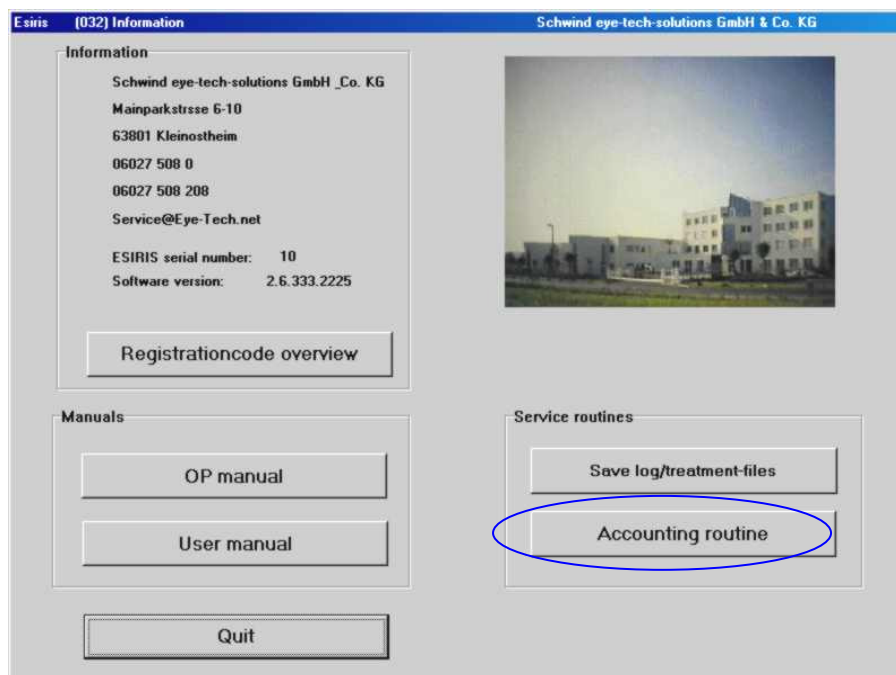 Esiris (032) Information Schwind eye-tech-solutions GmbH & Co. KG
Information
Schwind eye-tech-solutions GmbH _Co. KG
Mainparkstrsse 6-10
63801 Kleinostheim
06027 508 0
06027 508 208
Service@Eye-Tech.net
ESIRIS serial number: 10
Software version: 2.6.333.2225
Registrationcode overview
Manuals
OP manual
User manual
Service routines
Save log/treatment-files
Accounting routine
Quit